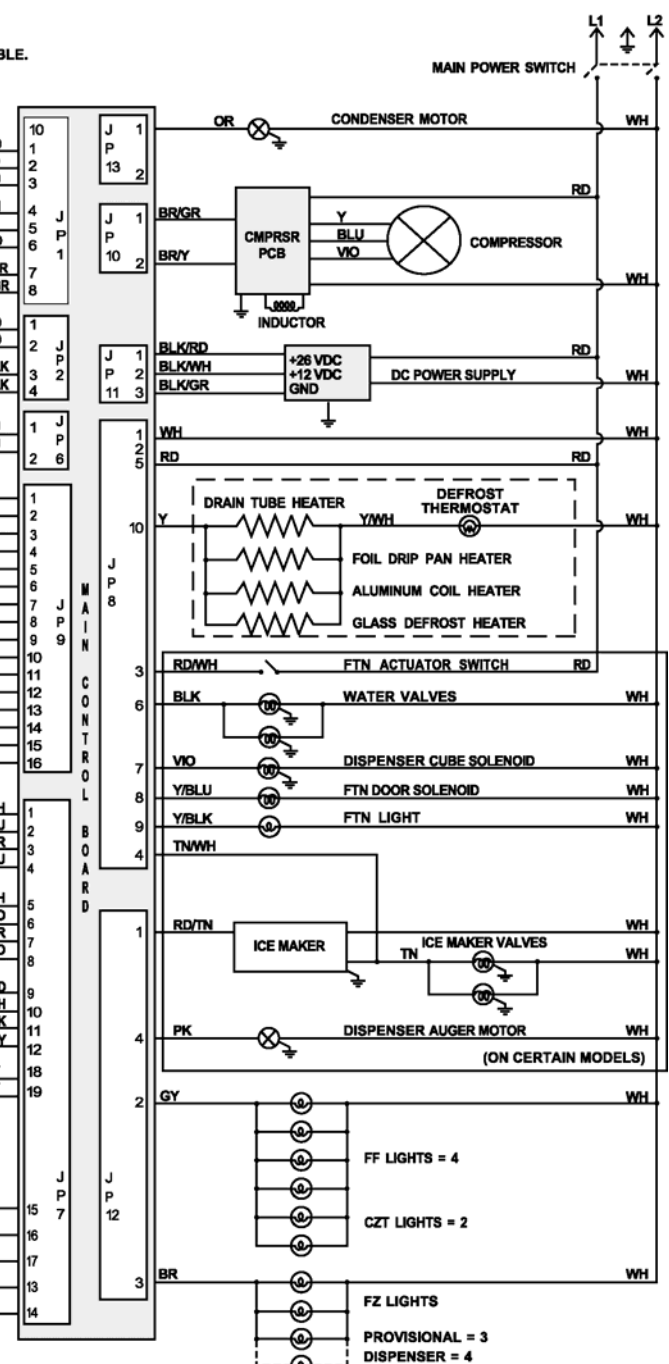 L1 L2
BLE.
MAIN POWER SWITCH
10
1
2
3
4
5
6
7
8
J
P
1
J
P
13
1
2
OR CONDENSER MOTOR WH
J
P
10
1
2
BR/GR
BR/Y
CMPRSR
PCB
RD
Y
BLU
VIO
COMPRESSOR
WH
INDUCTOR
1
2
3
4
J
P
2
J
P
11
1
2
3
BLK/RD
BLK/WH
BLK/GR
+26 VDC
+12 VDC
GND
RD
DC POWER SUPPLY WH
1
2
J
P
6
1 WH WH
2
5 RD RD
DRAIN TUBE HEATER
DEFROST
THERMOSTAT
10 Y Y/WH WH
FOIL DRIP PAN HEATER
ALUMINUM COIL HEATER
GLASS DEFROST HEATER
J
P
8
1
2
3
4
5
6
7
8
9
10
11
12
13
14
15
16
J
P
9
MAIN CONTROL BOARD
3 RD/WH FTN ACTUATOR SWITCH RD
6 BLK WATER VALVES WH
7 VIO DISPENSER CUBE SOLENOID WH
8 Y/BLU FTN DOOR SOLENOID WH
9 Y/BLK FTN LIGHT WH
4 TN/WH
1 RD/TN ICE MAKER WH
TN ICE MAKER VALVES WH
4 PK DISPENSER AUGER MOTOR WH
(ON CERTAIN MODELS)
2 GY WH
FF LIGHTS = 4
CZT LIGHTS = 2
J
P
12
3 BR WH
FZ LIGHTS
PROVISIONAL = 3
DISPENSER = 4
1
2
3
4
5
6
7
8
9
10
11
12
18
19
J
P
7
15
16
17
13
14